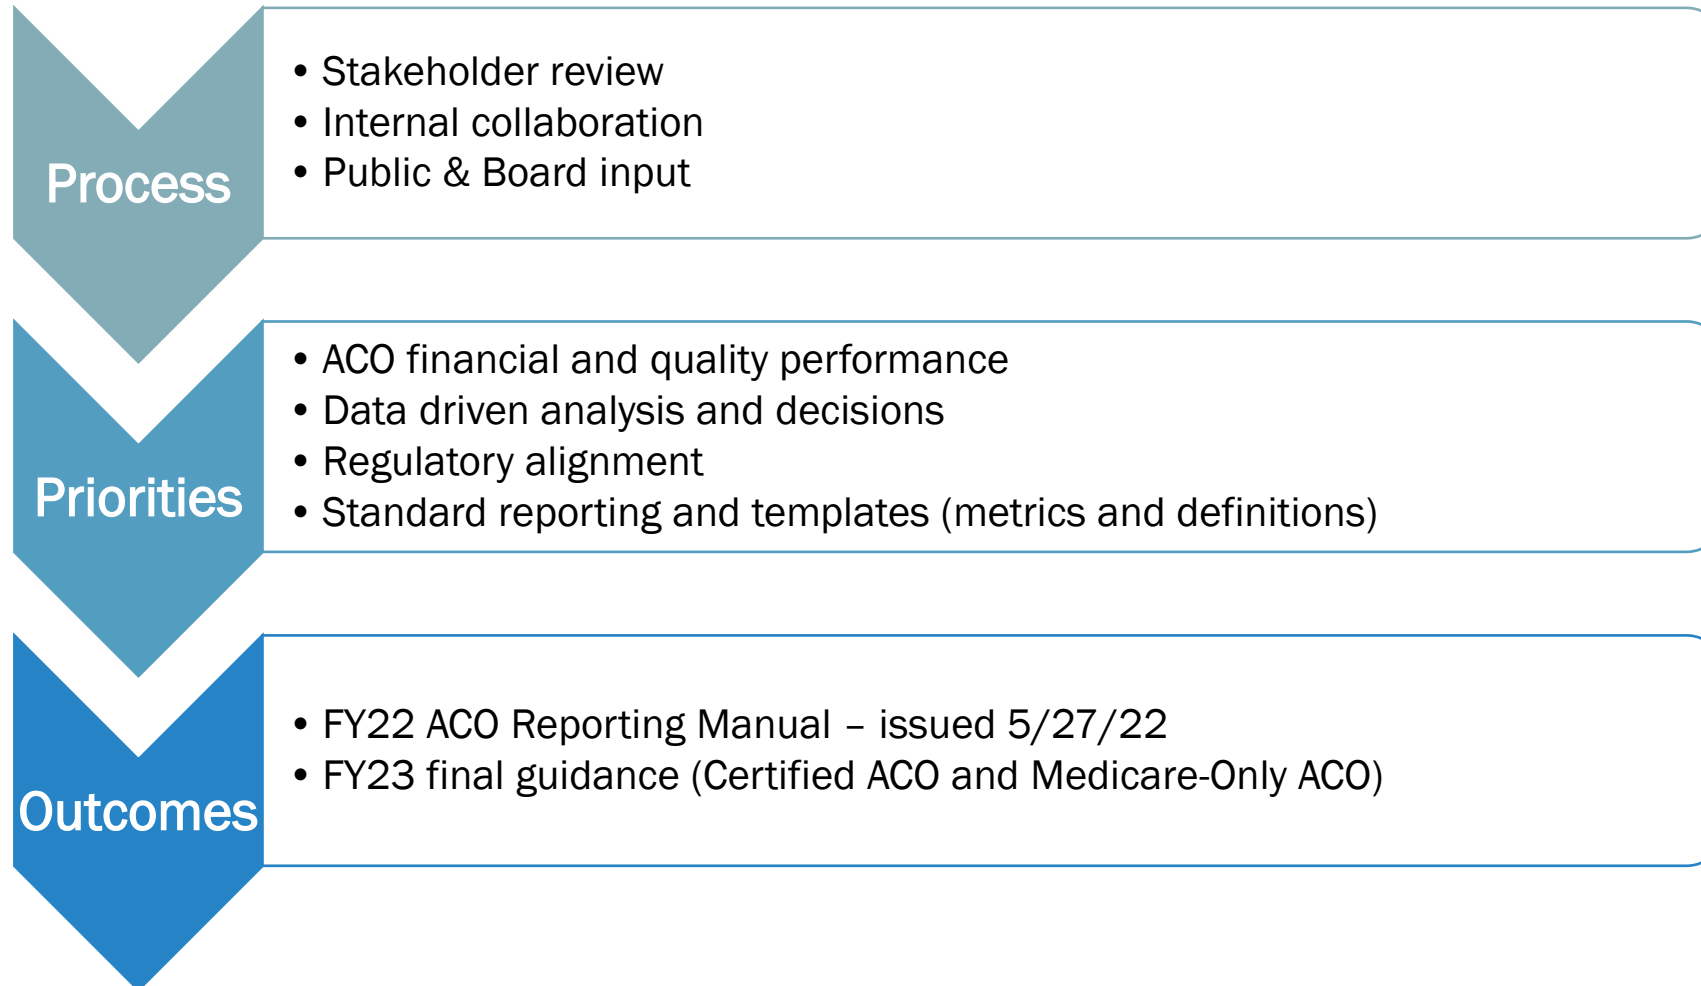 Process
• Stakeholder review
• Internal collaboration
• Public & Board input
Priorities
• ACO financial and quality performance
• Data driven analysis and decisions
• Regulatory alignment
• Standard reporting and templates (metrics and definitions)
Outcomes
• FY22 ACO Reporting Manual – issued 5/27/22
• FY23 final guidance (Certified ACO and Medicare-Only ACO)